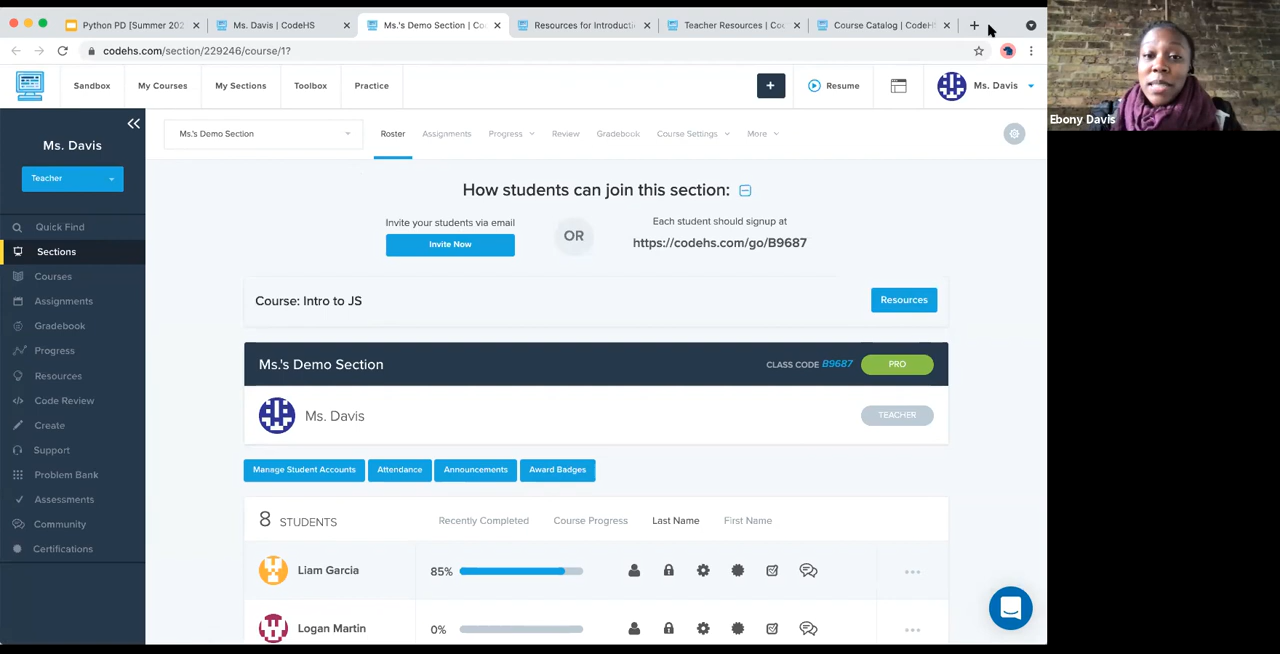 Python PD [Summer 202
Ms. Davis | CodeHS
Ms.'s Demo Section | Co
Resources for Introducti
Teacher Resources | Co
Course Catalog | CodeHS
codehs.com/section/229246/course/1?
Sandbox
My Courses
My Sections
Toolbox
Practice
Resume
Ms. Davis
Ebony Davis
Ms. Davis
Teacher
Quick Find
Sections
Courses
Assignments
Gradebook
Progress
Resources
Code Review
Create
Support
Problem Bank
Assessments
Community
Certifications
Ms.'s Demo Section
Roster
Assignments
Progress
Review
Gradebook
Course Settings
More
How students can join this section:
Invite your students via email
Invite Now
OR
Each student should signup at
https://codehs.com/go/B9687
Course: Intro to JS
Resources
Ms.'s Demo Section
CLASS CODE B9687
PRO
Ms. Davis
TEACHER
Manage Student Accounts
Attendance
Announcements
Award Badges
8 STUDENTS
Recently Completed
Course Progress
Last Name
First Name
Liam Garcia
85%
Logan Martin
0%